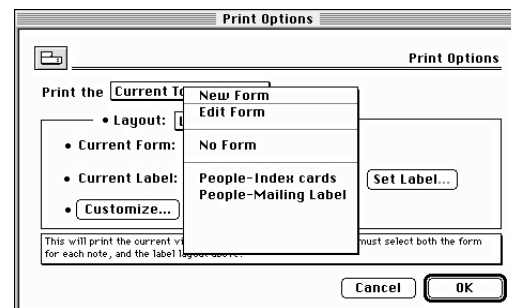 Print Options
Print Options
Print the Current T
New Form
Edit Form
• Layout:
• Current Form:
No Form
• Current Label:
People-Index cards
Set Label...
People-Mailing Label
• Customize...
This will print the current vi must select both the form
for each note, and the label layout above.
Cancel OK